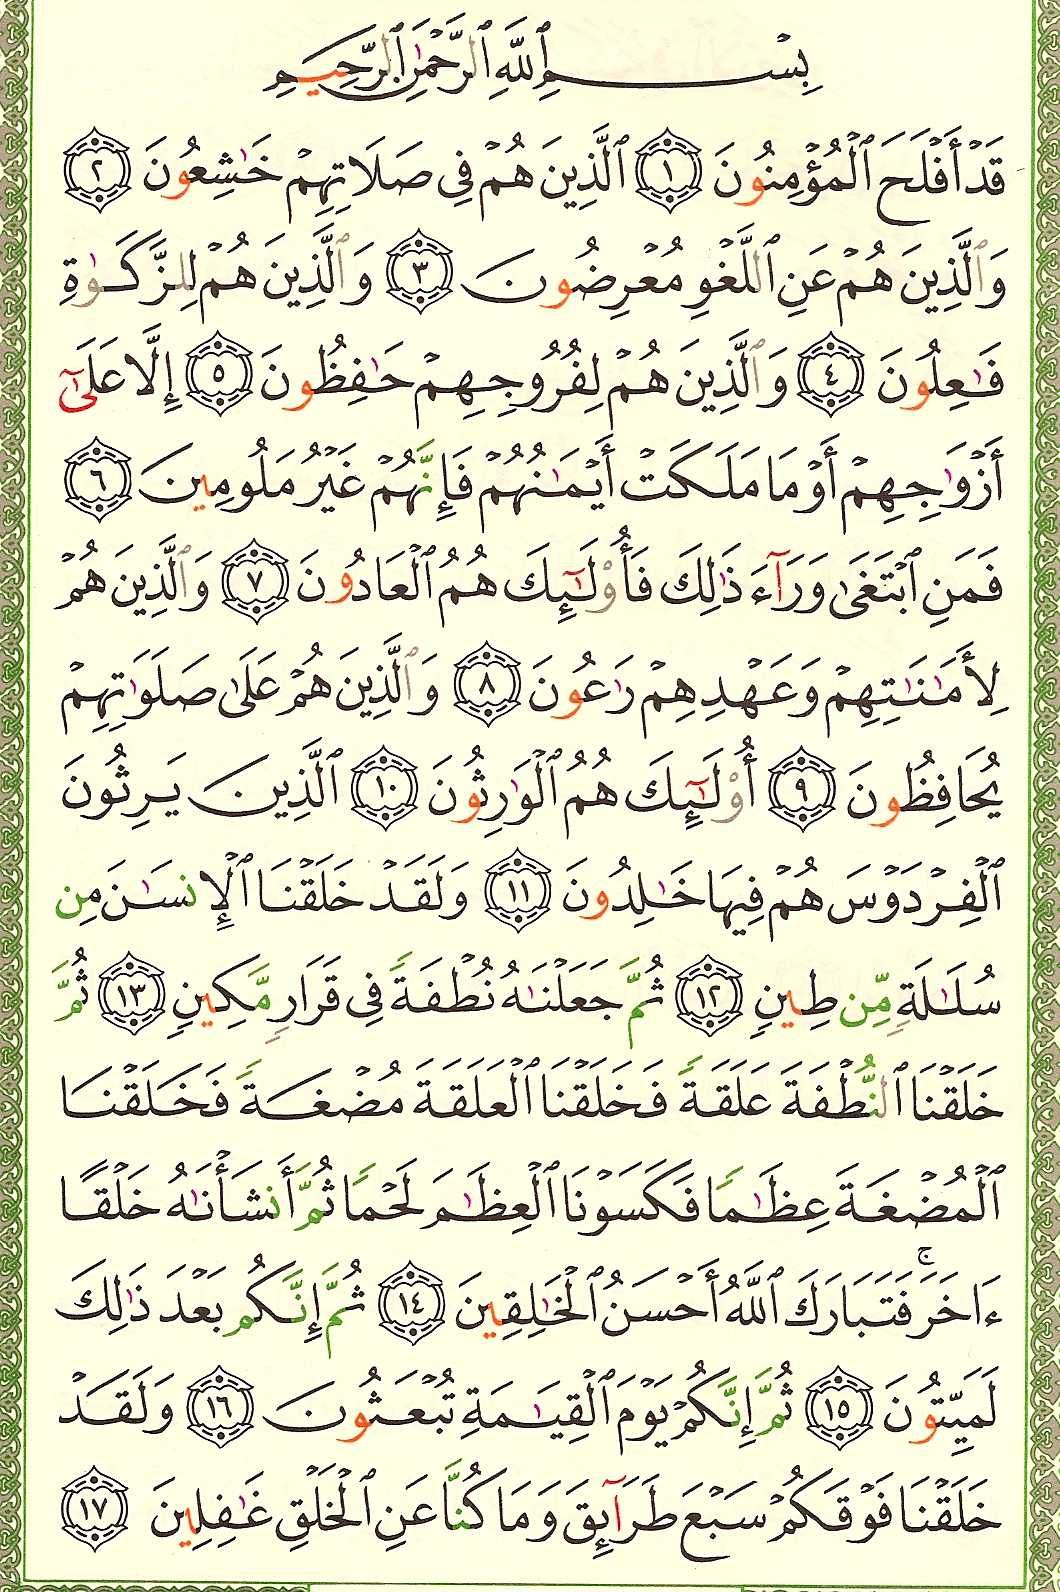 بِسْمِ ٱللَّهِ ٱلرَّحْمَٰنِ ٱلرَّحِيمِ
قَدْ أَفْلَحَ ٱلْمُؤْمِنُونَ ١ ٱلَّذِينَ هُمْ فِى صَلَاتِهِمْ خَٰشِعُونَ ٢
وَٱلَّذِينَ هُمْ عَنِ ٱللَّغْوِ مُعْرِضُونَ ٣ وَٱلَّذِينَ هُمْ لِلزَّكَوٰةِ
فَٰعِلُونَ ٤ وَٱلَّذِينَ هُمْ لِفُرُوجِهِمْ حَٰفِظُونَ ٥ إِلَّا عَلَىٰٓ
أَزْوَٰجِهِمْ أَوْ مَا مَلَكَتْ أَيْمَٰنُهُمْ فَإِنَّهُمْ غَيْرُ مَلُومِينَ ٦
فَمَنِ ٱبْتَغَىٰ وَرَآءَ ذَٰلِكَ فَأُو۟لَٰٓئِكَ هُمُ ٱلْعَادُونَ ٧ وَٱلَّذِينَ هُمْ
لِأَمَٰنَٰتِهِمْ وَعَهْدِهِمْ رَٰعُونَ ٨ وَٱلَّذِينَ هُمْ عَلَىٰ صَلَوَٰتِهِمْ
يُحَافِظُونَ ٩ أُو۟لَٰٓئِكَ هُمُ ٱلْوَٰرِثُونَ ١٠ ٱلَّذِينَ يَرِثُونَ
ٱلْفِرْدَوْسَ هُمْ فِيهَا خَٰلِدُونَ ١١ وَلَقَدْ خَلَقْنَا ٱلْإِنسَٰنَ مِن
سُلَٰلَةٍ مِّن طِينٍ ١٢ ثُمَّ جَعَلْنَٰهُ نُطْفَةً فِى قَرَارٍ مَّكِينٍ ١٣ ثُمَّ
خَلَقْنَا ٱلنُّطْفَةَ عَلَقَةً فَخَلَقْنَا ٱلْعَلَقَةَ مُضْغَةً فَخَلَقْنَا
ٱلْمُضْغَةَ عِظَٰمًا فَكَسَوْنَا ٱلْعِظَٰمَ لَحْمًا ثُمَّ أَنشَأْنَٰهُ خَلْقًا
ءَاخَرَ ۚ فَتَبَارَكَ ٱللَّهُ أَحْسَنُ ٱلْخَٰلِقِينَ ١٤ ثُمَّ إِنَّكُم بَعْدَ ذَٰلِكَ
لَمَيِّتُونَ ١٥ ثُمَّ إِنَّكُمْ يَوْمَ ٱلْقِيَٰمَةِ تُبْعَثُونَ ١٦ وَلَقَدْ
خَلَقْنَا فَوْقَكُمْ سَبْعَ طَرَآئِقَ وَمَا كُنَّا عَنِ ٱلْخَلْقِ غَٰفِلِينَ ١٧